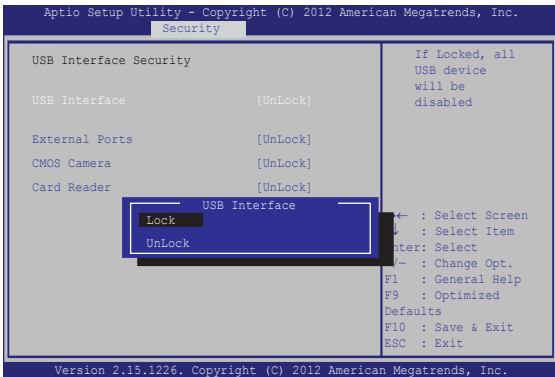 Aptio Setup Utility - Copyright (C) 2012 American Megatrends, Inc.
Security
USB Interface Security
USB Interface [UnLock]
External Ports [UnLock]
CMOS Camera [UnLock]
Card Reader [UnLock]
USB Interface
Lock
UnLock
If Locked, all
USB device
will be
disabled
→← : Select Screen
↓ : Select Item
nter: Select
/— : Change Opt.
F1 : General Help
F9 : Optimized
Defaults
F10 : Save & Exit
ESC : Exit
Version 2.15.1226. Copyright (C) 2012 American Megatrends, Inc.